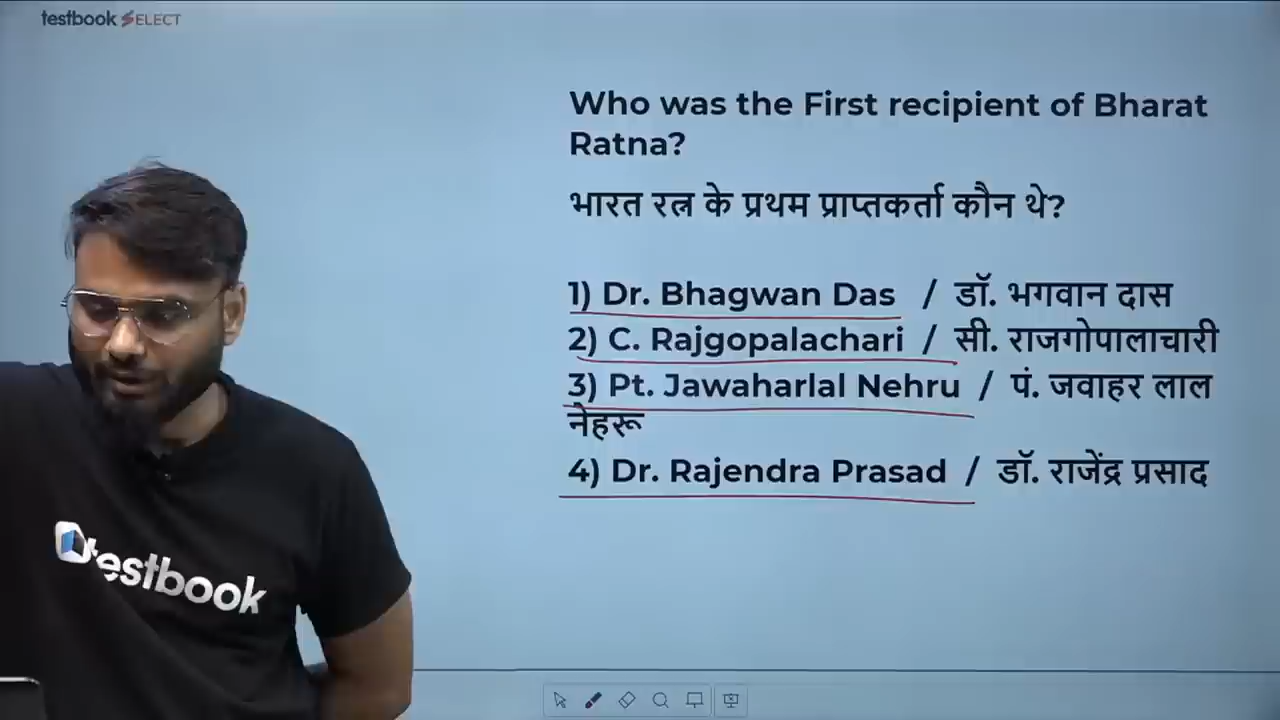 testbook SELECT
Who was the First recipient of Bharat
Ratna?
भारत रत्न के प्रथम प्राप्तकर्ता कौन थे?
1) Dr. Bhagwan Das / डॉ. भगवान दास
2) C. Rajgopalachari / सी. राजगोपालाचारी
3) Pt. Jawaharlal Nehru / पं. जवाहर लाल
नेहरू
4) Dr. Rajendra Prasad / डॉ. राजेंद्र प्रसाद
testbook